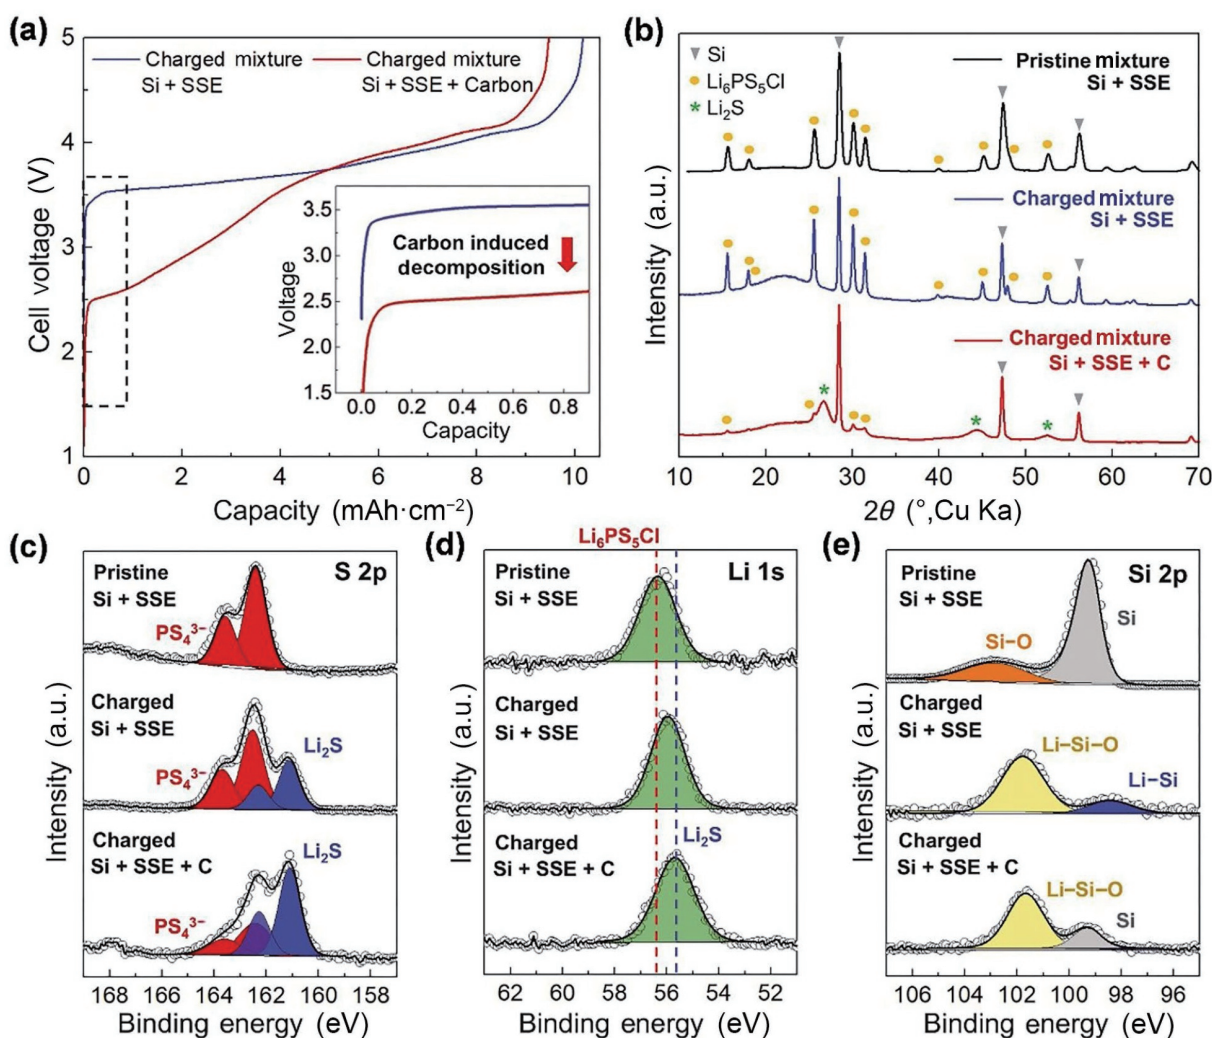 (a)
Charged mixture
Si + SSE
Charged mixture
Si + SSE + Carbon
5
4
3
2
1
Cell voltage (V)
0
2
4
6
8
10
Capacity (mAh·cm⁻²)
Carbon induced
decomposition
3.5
3.0
2.5
2.0
1.5
Voltage
0.0
0.2
0.4
0.6
0.8
Capacity
(b)
Si
Li₆PS₅Cl
* Li₂S
Pristine mixture
Si + SSE
Charged mixture
Si + SSE
Charged mixture
Si + SSE + C
*
*
*
Intensity (a.u.)
10
20
30
40
50
60
70
2θ (°,Cu Ka)
(c)
S 2p
Pristine
Si + SSE
PS₄³⁻
Charged
Si + SSE
PS₄³⁻
Li₂S
Charged
Si + SSE + C
PS₄³⁻
Li₂S
Intensity (a.u.)
168
166
164
162
160
158
Binding energy (eV)
(d)
Li₆PS₅Cl
Li 1s
Pristine
Si + SSE
Charged
Si + SSE
Charged
Si + SSE + C
Li₂S
Intensity (a.u.)
62
60
58
56
54
52
Binding energy (eV)
(e)
Si 2p
Pristine
Si + SSE
Si–O
Si
Charged
Si + SSE
Li–Si–O
Li–Si
Charged
Si + SSE + C
Li–Si–O
Si
Intensity (a.u.)
106
104
102
100
98
96
Binding energy (eV)